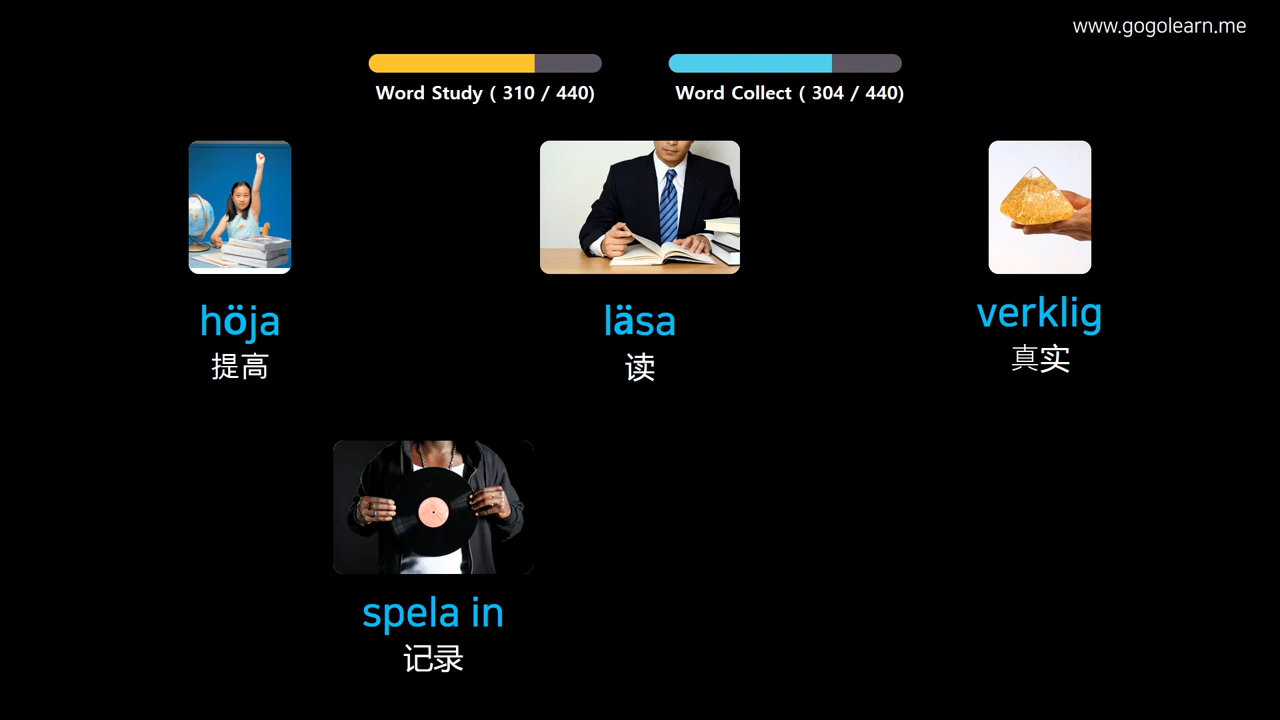 www.gogolearn.me
Word Study ( 310 / 440)
Word Collect ( 304 / 440)
höja
提高
läsa
读
verklig
真实
spela in
记录